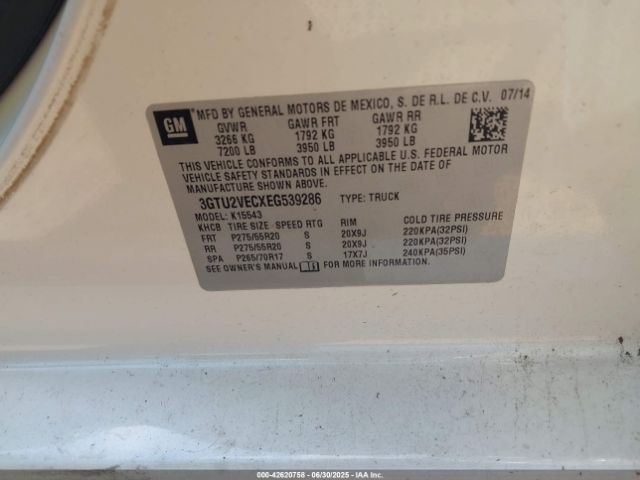 GM
MFD BY GENERAL MOTORS DE MEXICO, S. DE R.L. DE C.V. 07/14
GVWR GAWR FRT GAWR RR
3266 KG 1792 KG 1792 KG
7200 LB 3950 LB 3950 LB
THIS VEHICLE CONFORMS TO ALL APPLICABLE U.S. FEDERAL MOTOR
VEHICLE SAFETY STANDARDS IN EFFECT ON THE DATE OF
MANUFACTURE SHOWN ABOVE.
3GTU2VECXEG539286 TYPE: TRUCK
MODEL: K15543
KHCB TIRE SIZE SPEED RTG RIM COLD TIRE PRESSURE
FRT P275/55R20 S 20X9J 220KPA(32PSI)
RR P275/55R20 S 20X9J 220KPA(32PSI)
SPA P265/70R17 S 17X7J 240KPA(35PSI)
SEE OWNER'S MANUAL FOR MORE INFORMATION.
000-42620758 - 06/30/2025 - IAAI.COM